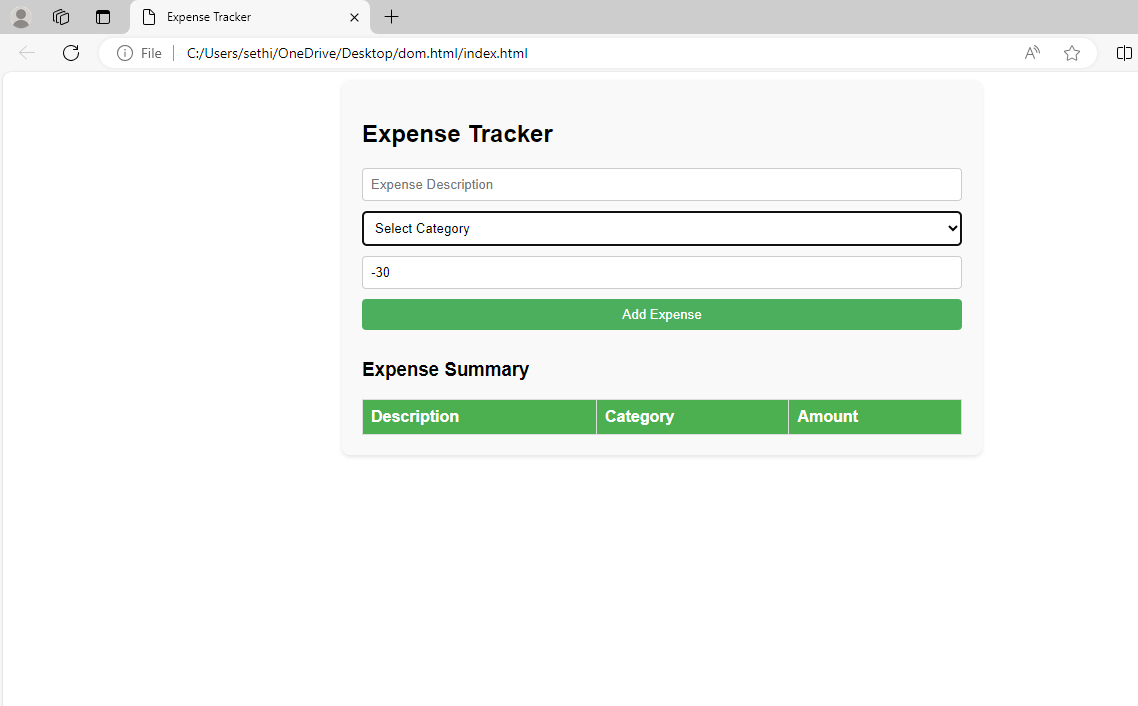 Expense Tracker
File C:/Users/sethi/OneDrive/Desktop/dom.html/index.html
Expense Tracker
Expense Description
Select Category
-30
Add Expense
Expense Summary
Description Category Amount